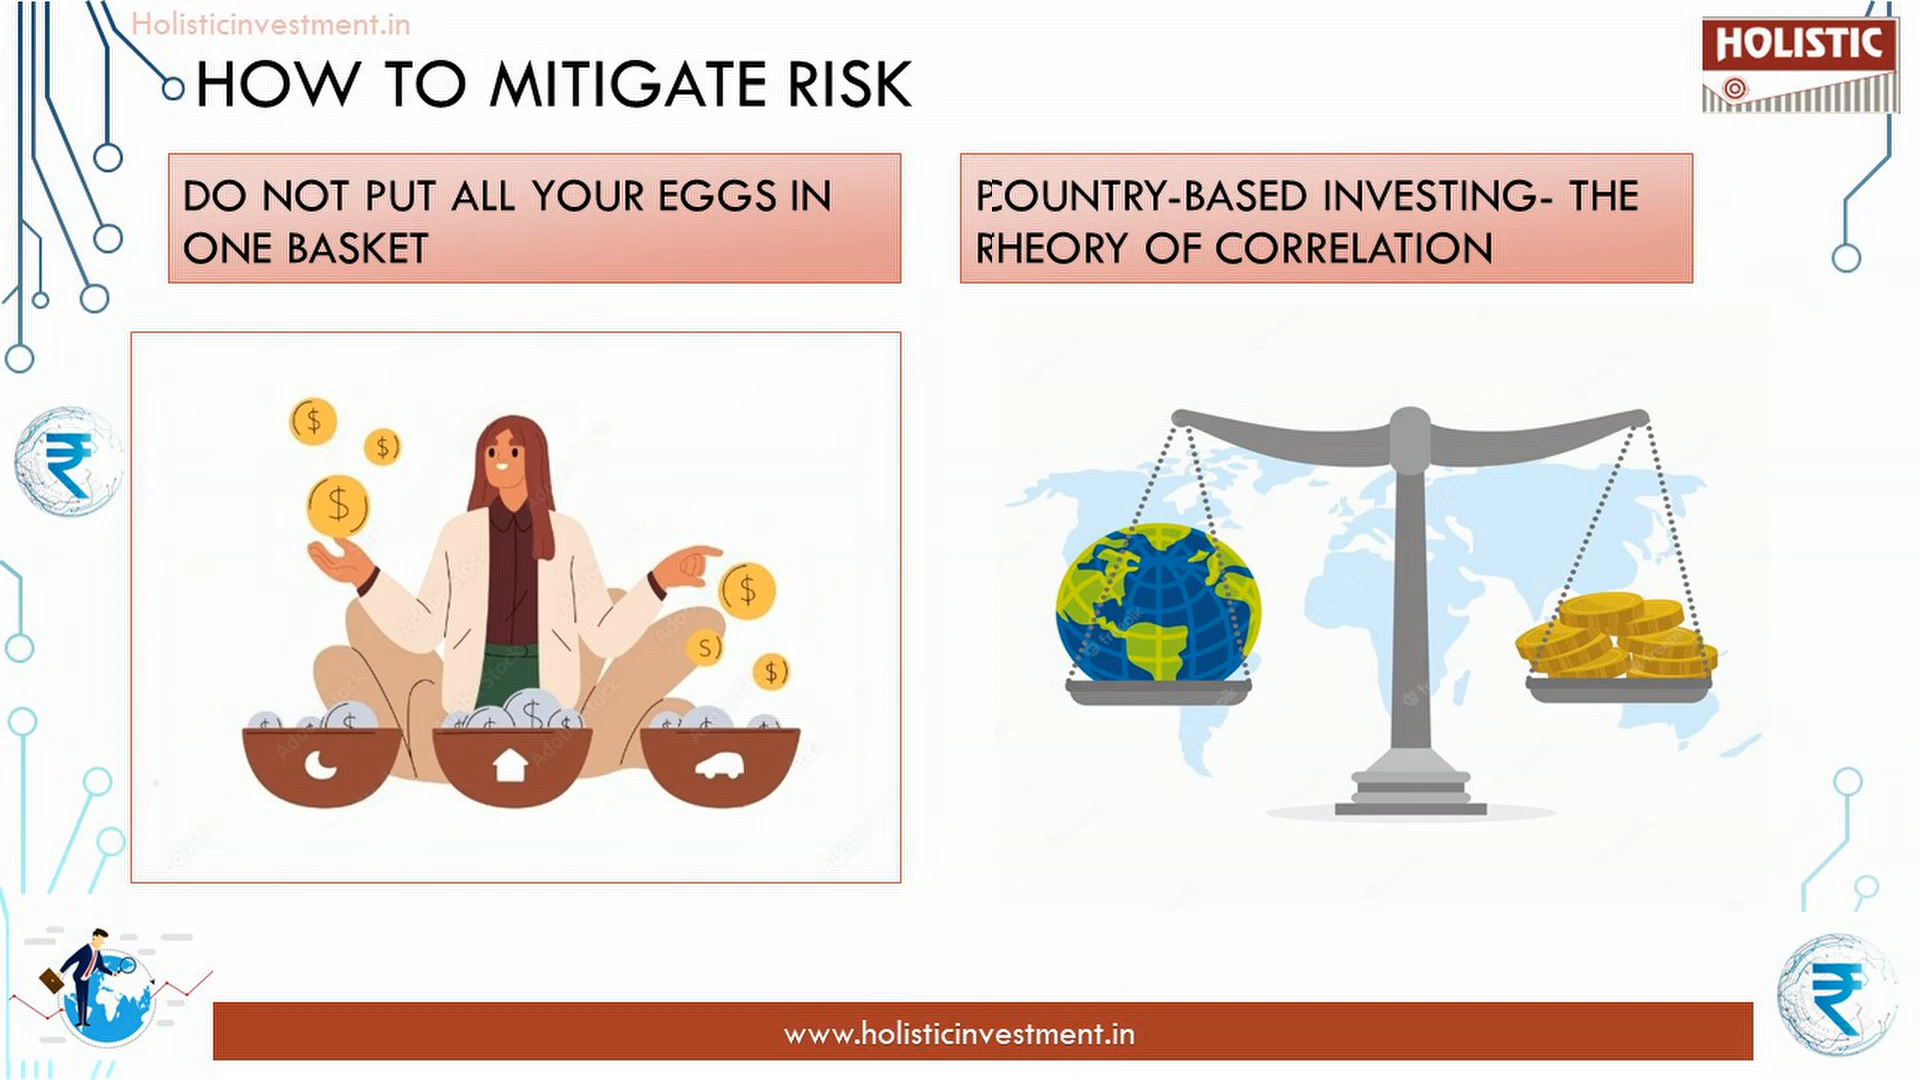 Holisticinvestment.in
HOW TO MITIGATE RISK
HOLISTIC
DO NOT PUT ALL YOUR EGGS IN
ONE BASKET
COUNTRY-BASED INVESTING- THE
THEORY OF CORRELATION
www.holisticinvestment.in